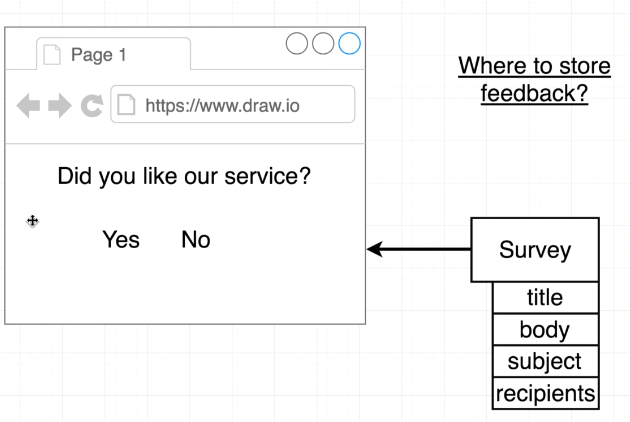 Page 1
https://www.draw.io
Did you like our service?
Yes No
Where to store
feedback?
Survey
title
body
subject
recipients